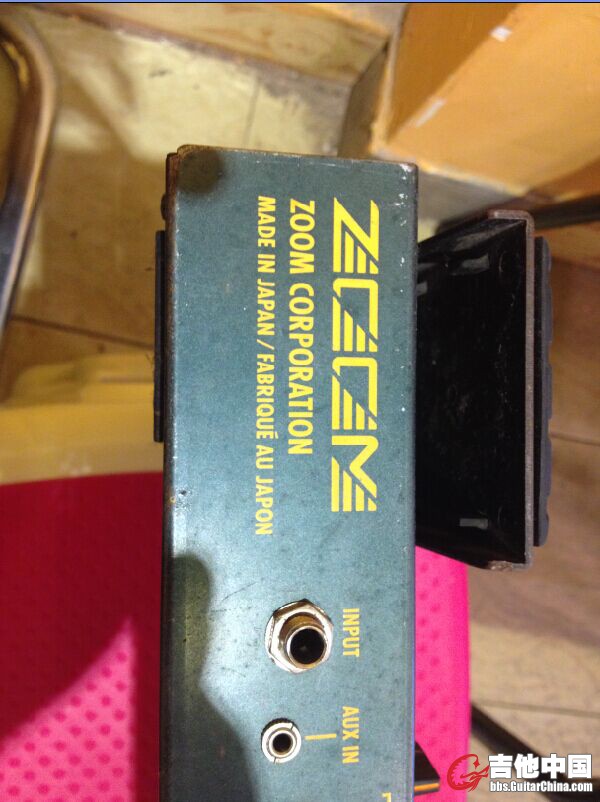 ZOOM
ZOOM CORPORATION
MADE IN JAPAN / FABRIQUÉ AU JAPON
INPUT
AUX IN
吉他中国
bbs.GuitarChina.com